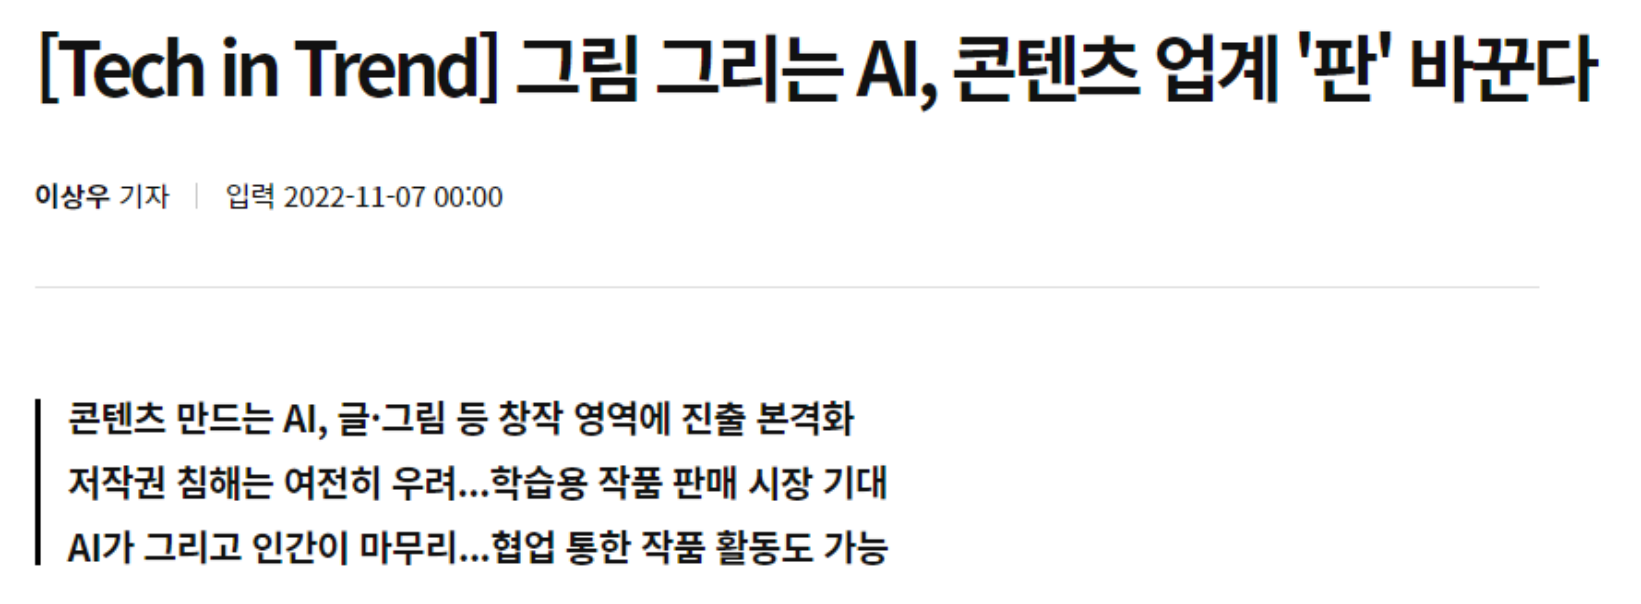 [Tech in Trend] 그림 그리는 AI, 콘텐츠 업계 '판' 바꾼다
이상우 기자 | 입력 2022-11-07 00:00
콘텐츠 만드는 AI, 글·그림 등 창작 영역에 진출 본격화
저작권 침해는 여전히 우려...학습용 작품 판매 시장 기대
AI가 그리고 인간이 마무리...협업 통한 작품 활동도 가능